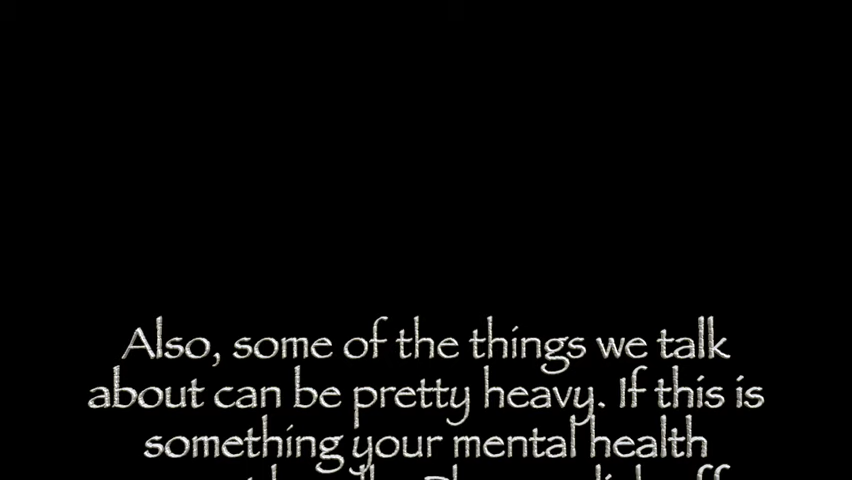 Also, some of the things we talk
about can be pretty heavy. If this is
something your mental health